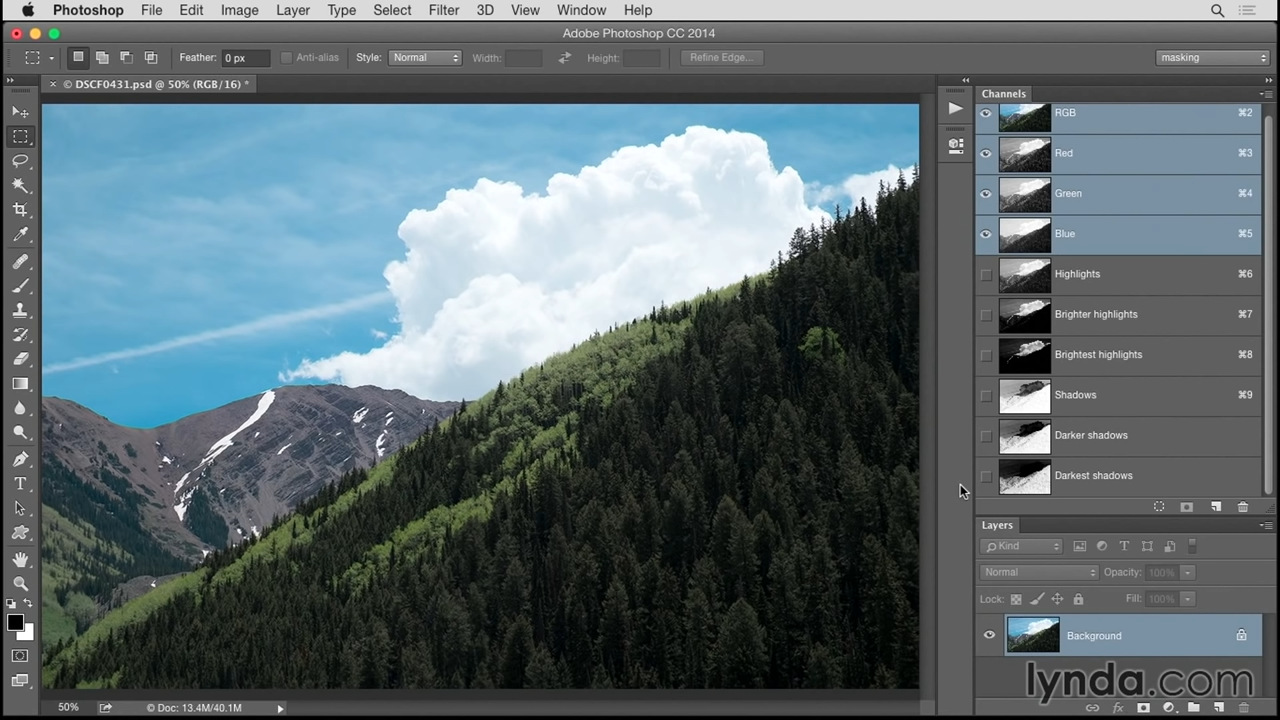 Photoshop File Edit Image Layer Type Select Filter 3D View Window Help
Adobe Photoshop CC 2014
Feather: 0 px Anti-alias Style: Normal Width: Height: Refine Edge... masking
× © DSCF0431.psd @ 50% (RGB/16) *
Channels
RGB ⌘2
Red ⌘3
Green ⌘4
Blue ⌘5
Highlights ⌘6
Brighter highlights ⌘7
Brightest highlights ⌘8
Shadows ⌘9
Darker shadows
Darkest shadows
Layers
Kind
Normal Opacity: 100%
Lock: Fill: 100%
Background
lynda.com
50% © Doc: 13.4M/40.1M